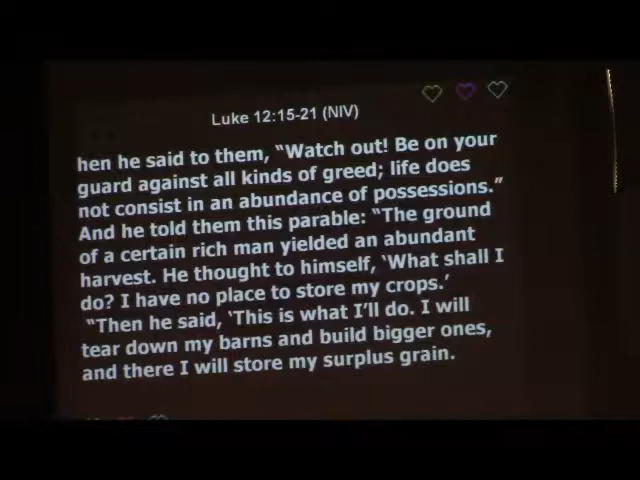 Luke 12:15-21 (NIV)
hen he said to them, “Watch out! Be on your
guard against all kinds of greed; life does
not consist in an abundance of possessions.”
And he told them this parable: “The ground
of a certain rich man yielded an abundant
harvest. He thought to himself, ‘What shall I
do? I have no place to store my crops.’
“Then he said, ‘This is what I’ll do. I will
tear down my barns and build bigger ones,
and there I will store my surplus grain.